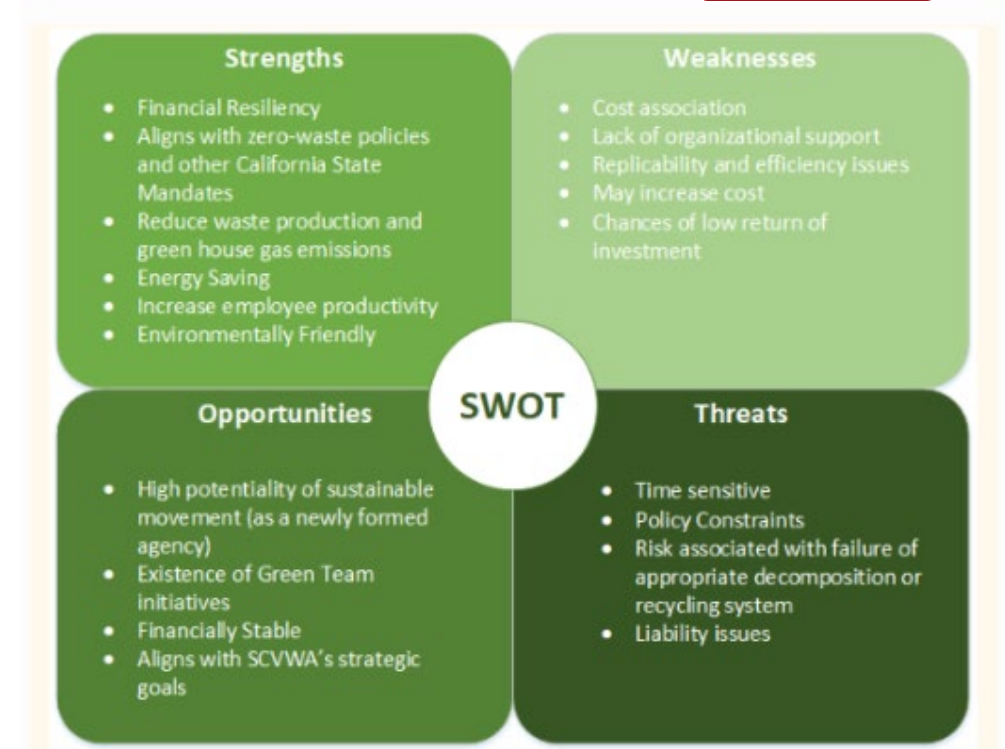 Strengths
• Financial Resiliency
• Aligns with zero-waste policies
and other California State
Mandates
• Reduce waste production and
green house gas emissions
• Energy Saving
• Increase employee productivity
• Environmentally Friendly
Weaknesses
• Cost association
• Lack of organizational support
• Replicability and efficiency issues
• May increase cost
• Chances of low return of
investment
SWOT
Opportunities
• High potentiality of sustainable
movement (as a newly formed
agency)
• Existence of Green Team
initiatives
• Financially Stable
• Aligns with SCVWA's strategic
goals
Threats
• Time sensitive
• Policy Constraints
• Risk associated with failure of
appropriate decomposition or
recycling system
• Liability issues